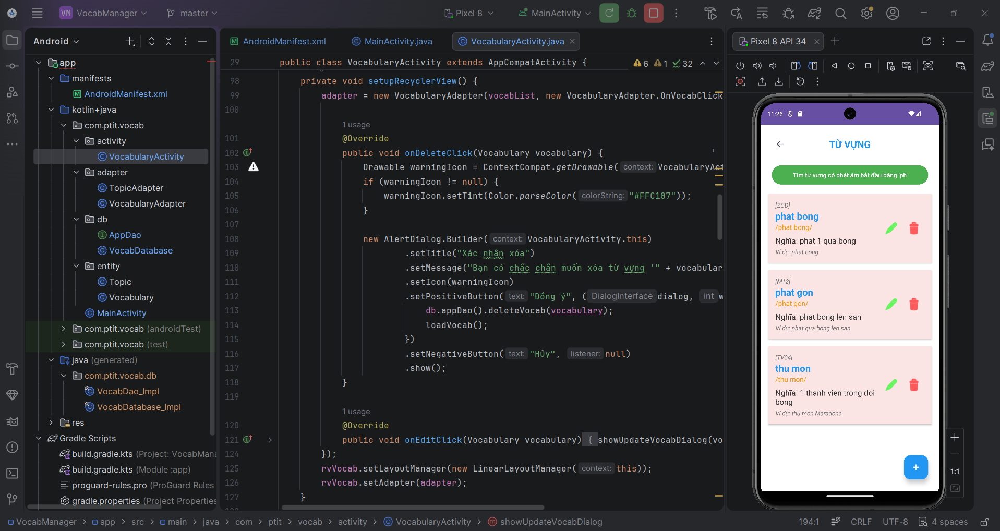 VM VocabManager master Pixel 8 MainActivity
Android
AndroidManifest.xml MainActivity.java VocabularyActivity.java
Pixel 8 API 34
app
manifests
AndroidManifest.xml
kotlin+java
com.ptit.vocab
activity
VocabularyActivity
adapter
TopicAdapter
VocabularyAdapter
db
AppDao
VocabDatabase
entity
Topic
Vocabulary
MainActivity
com.ptit.vocab (androidTest)
com.ptit.vocab (test)
java (generated)
com.ptit.vocab.db
VocabDao_Impl
VocabDatabase_Impl
res
Gradle Scripts
build.gradle.kts (Project: VocabMana
build.gradle.kts (Module :app)
proguard-rules.pro (ProGuard Rules
gradle.properties (Project Properties
29 public class VocabularyActivity extends AppCompatActivity { 6 1 32
98 private void setupRecyclerView() {
99 adapter = new VocabularyAdapter(vocabList, new VocabularyAdapter.OnVocabClick
100
1 usage
101 @Override
102 public void onDeleteClick(Vocabulary vocabulary) {
103 Drawable warningIcon = ContextCompat.getDrawable( context: VocabularyAct
104 if (warningIcon != null) {
105 warningIcon.setTint(Color.parseColor( colorString: "#FFC107"));
106 }
107
108 new AlertDialog.Builder( context: VocabularyActivity.this)
109 .setTitle("Xác nhận xóa")
110 .setMessage("Bạn có chắc chắn muốn xóa từ vựng '" + vocabular
111 .setIcon(warningIcon)
112 .setPositiveButton( text: "Đồng ý", ( DialogInterface dialog, int w
113 db.appDao().deleteVocab(vocabulary);
114 loadVocab();
115 })
116 .setNegativeButton( text: "Hủy", listener: null)
117 .show();
118 }
119
1 usage
120 @Override
121 public void onEditClick(Vocabulary vocabulary) { showUpdateVocabDialog(vo
124 });
125 rvVocab.setLayoutManager(new LinearLayoutManager( context: this));
126 rvVocab.setAdapter(adapter);
127 }
11:26
TỪ VỰNG
Tìm từ vựng có phát âm bắt đầu bằng 'ph'
[ZCD]
phat bong
/phat bong/
Nghĩa: phat 1 qua bong
Ví dụ: phat bong
[M12]
phat gon
/phat gon/
Nghĩa: phat bong len san
Ví dụ: phat qua bong len san
[TV04]
thu mon
/thu mon/
Nghĩa: 1 thanh vien trong doi
bong
Ví dụ: thu mon Maradona
+
1:1
VocabManager > app > src > main > java > com > ptit > vocab > activity > VocabularyActivity > showUpdateVocabDialog
194:1 CRLF UTF-8 4 spaces